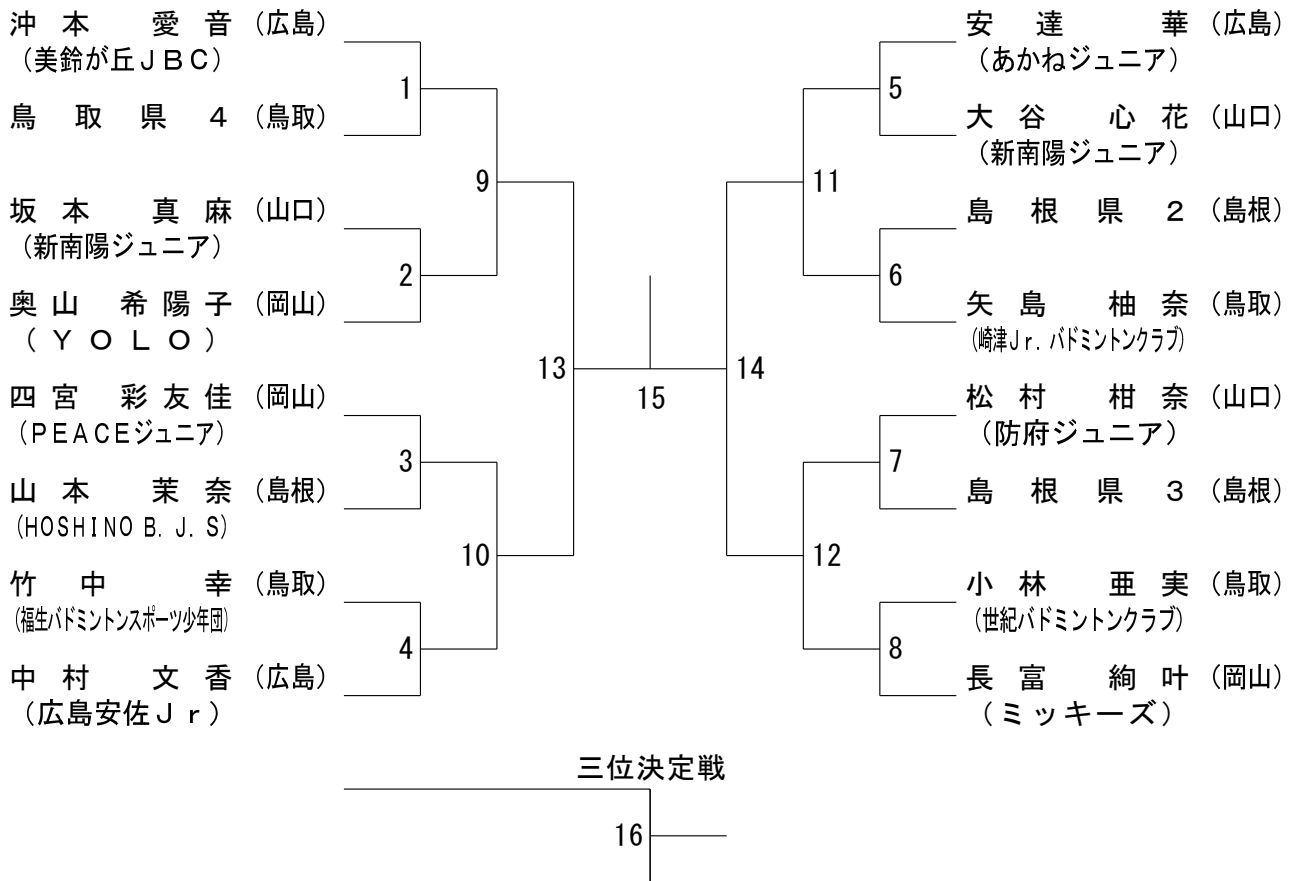 沖本 愛音（広島）
（美鈴が丘ＪＢＣ）
鳥取県４（鳥取）
坂本 真麻（山口）
（新南陽ジュニア）
奥山 希陽子（岡山）
（ＹＯＬＯ）
四宮 彩友佳（岡山）
（PEACEジュニア）
山本 茉奈（島根）
（HOSHINO B.J.S）
竹中 幸（鳥取）
（福生バドミントンスポーツ少年団）
中村 文香（広島）
（広島安佐Ｊｒ）
1
2
3
4
9
10
13
15
14
11
12
5
6
7
8
安達 華（広島）
（あかねジュニア）
大谷 心花（山口）
（新南陽ジュニア）
島根県２（島根）
矢島 柚奈（鳥取）
（崎津Jr.バドミントンクラブ）
松村 柑奈（山口）
（防府ジュニア）
島根県３（島根）
小林 亜実（鳥取）
（世紀バドミントンクラブ）
長富 絢叶（岡山）
（ミッキーズ）
三位決定戦
16